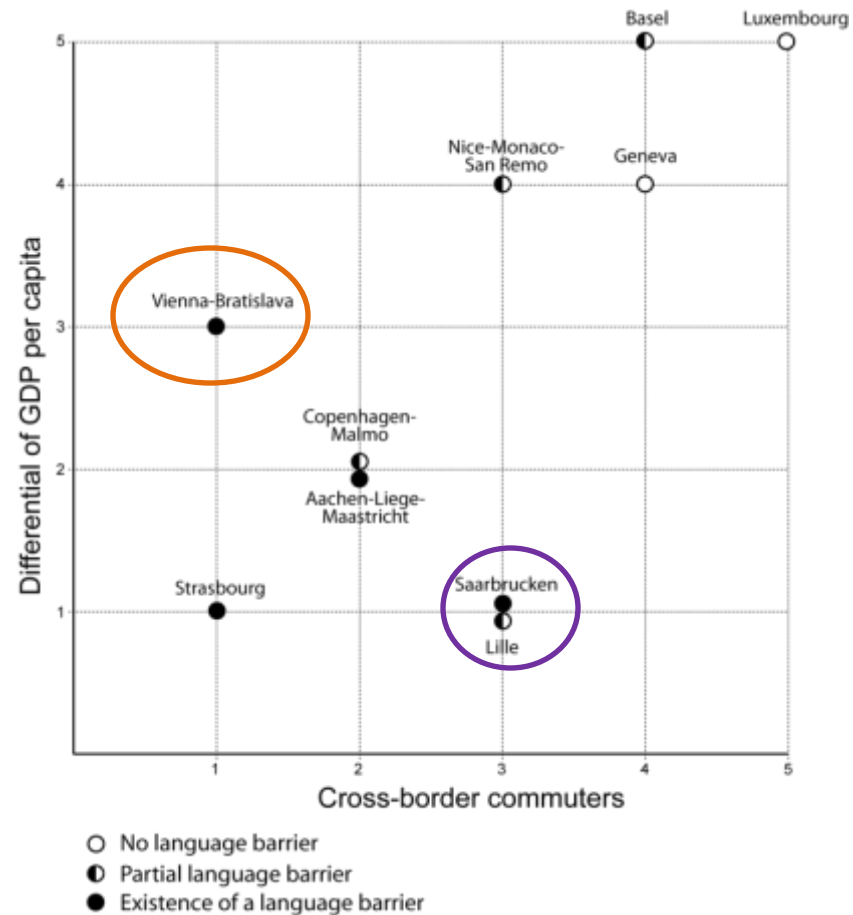 Basel
Luxembourg
5
Nice-Monaco-
San Remo
Geneva
4
Vienna-Bratislava
3
Copenhagen-
Malmo
2
Aachen-Liege-
Maastricht
Strasbourg
Saarbrucken
1
Lille
Differential of GDP per capita
1
2
3
4
5
Cross-border commuters
No language barrier
Partial language barrier
Existence of a language barrier